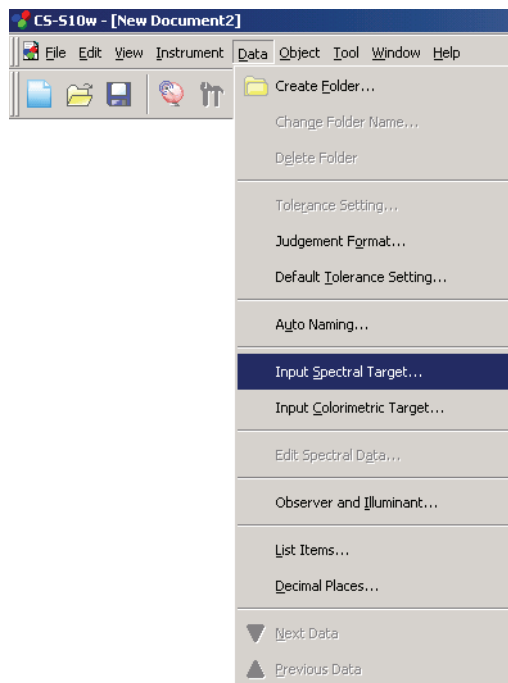 CS-S10w - [New Document2]
File Edit View Instrument Data Object Tool Window Help
Create Folder...
Change Folder Name...
Delete Folder
Tolerance Setting...
Judgement Format...
Default Tolerance Setting...
Auto Naming...
Input Spectral Target...
Input Colorimetric Target...
Edit Spectral Data...
Observer and Illuminant...
List Items...
Decimal Places...
Next Data
Previous Data